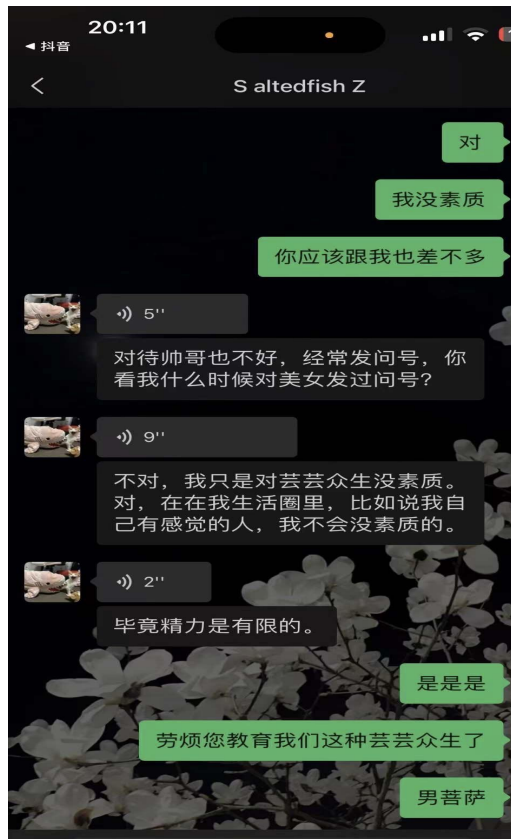 20:11
◀ 抖音
S altedfish Z
对
我没素质
你应该跟我也差不多
5''
对待帅哥也不好，经常发问号，你
看我什么时候对美女发过问号？
9''
不对，我只是对芸芸众生没素质。
对，在在我生活圈里，比如说我自
己有感觉的人，我不会没素质的。
2''
毕竟精力是有限的。
是是是
劳烦您教育我们这种芸芸众生了
男菩萨